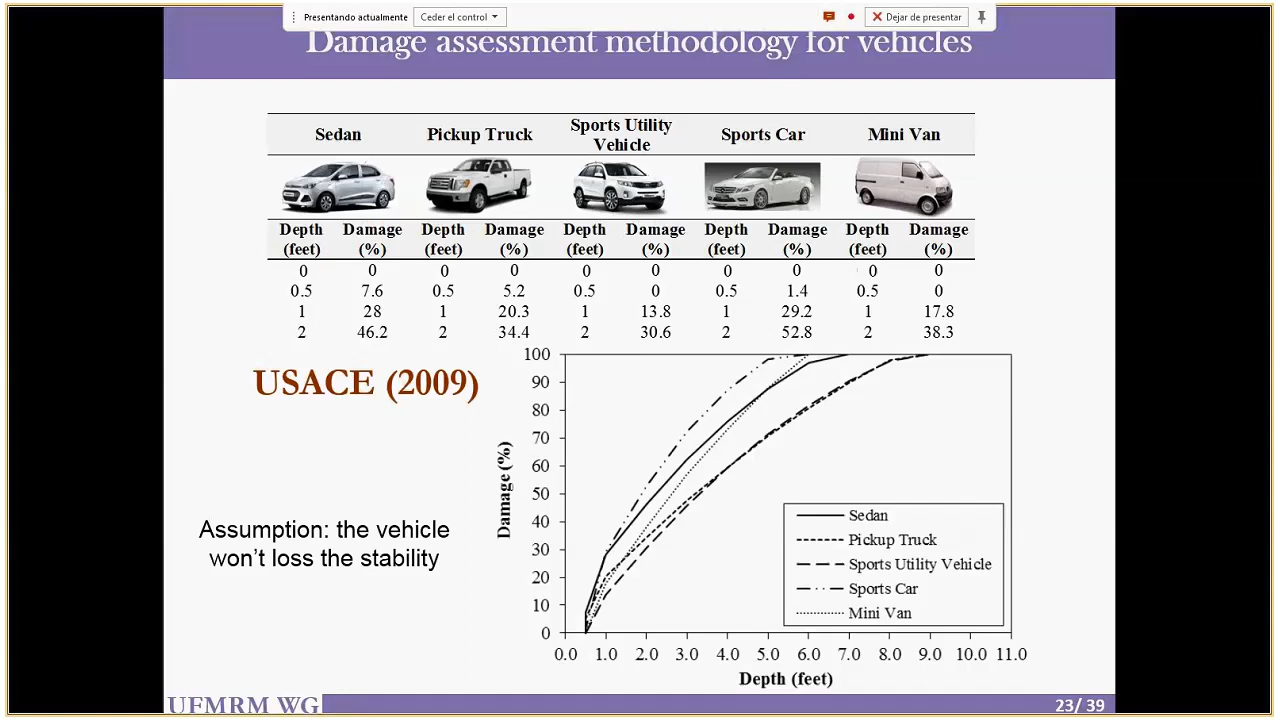 Presentando actualmente Ceder el control Dejar de presentar
Damage assessment methodology for vehicles
Sedan Pickup Truck Sports Utility Vehicle Sports Car Mini Van
Depth (feet) Damage (%) Depth (feet) Damage (%) Depth (feet) Damage (%) Depth (feet) Damage (%) Depth (feet) Damage (%)
0 0 0 0 0 0 0 0 0 0
0.5 7.6 0.5 5.2 0.5 0 0.5 1.4 0.5 0
1 28 1 20.3 1 13.8 1 29.2 1 17.8
2 46.2 2 34.4 2 30.6 2 52.8 2 38.3
USACE (2009)
Assumption: the vehicle
won't loss the stability
Damage (%)
100
90
80
70
60
50
40
30
20
10
0
Sedan
Pickup Truck
Sports Utility Vehicle
Sports Car
Mini Van
0.0 1.0 2.0 3.0 4.0 5.0 6.0 7.0 8.0 9.0 10.0 11.0
Depth (feet)
UFMRM WG 23/ 39